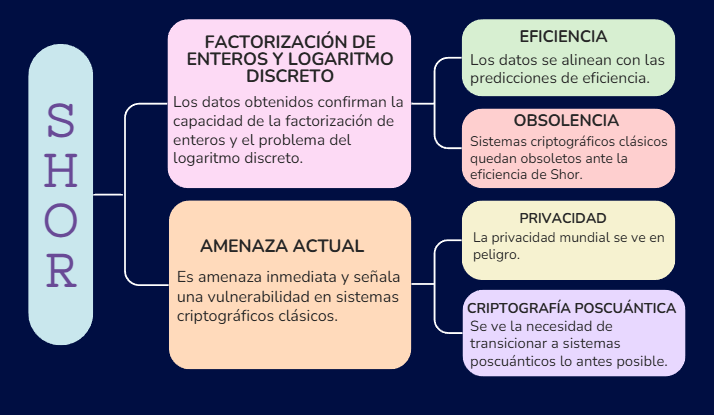 SHOR
FACTORIZACIÓN DE
ENTEROS Y LOGARITMO
DISCRETO
Los datos obtenidos confirman la
capacidad de la factorización de
enteros y el problema del
logaritmo discreto.
EFICIENCIA
Los datos se alinean con las
predicciones de eficiencia.
OBSOLENCIA
Sistemas criptográficos clásicos
quedan obsoletos ante la
eficiencia de Shor.
AMENAZA ACTUAL
Es amenaza inmediata y señala
una vulnerabilidad en sistemas
criptográficos clásicos.
PRIVACIDAD
La privacidad mundial se ve en
peligro.
CRIPTOGRAFÍA POSCUÁNTICA
Se ve la necesidad de
transicionar a sistemas
poscuánticos lo antes posible.